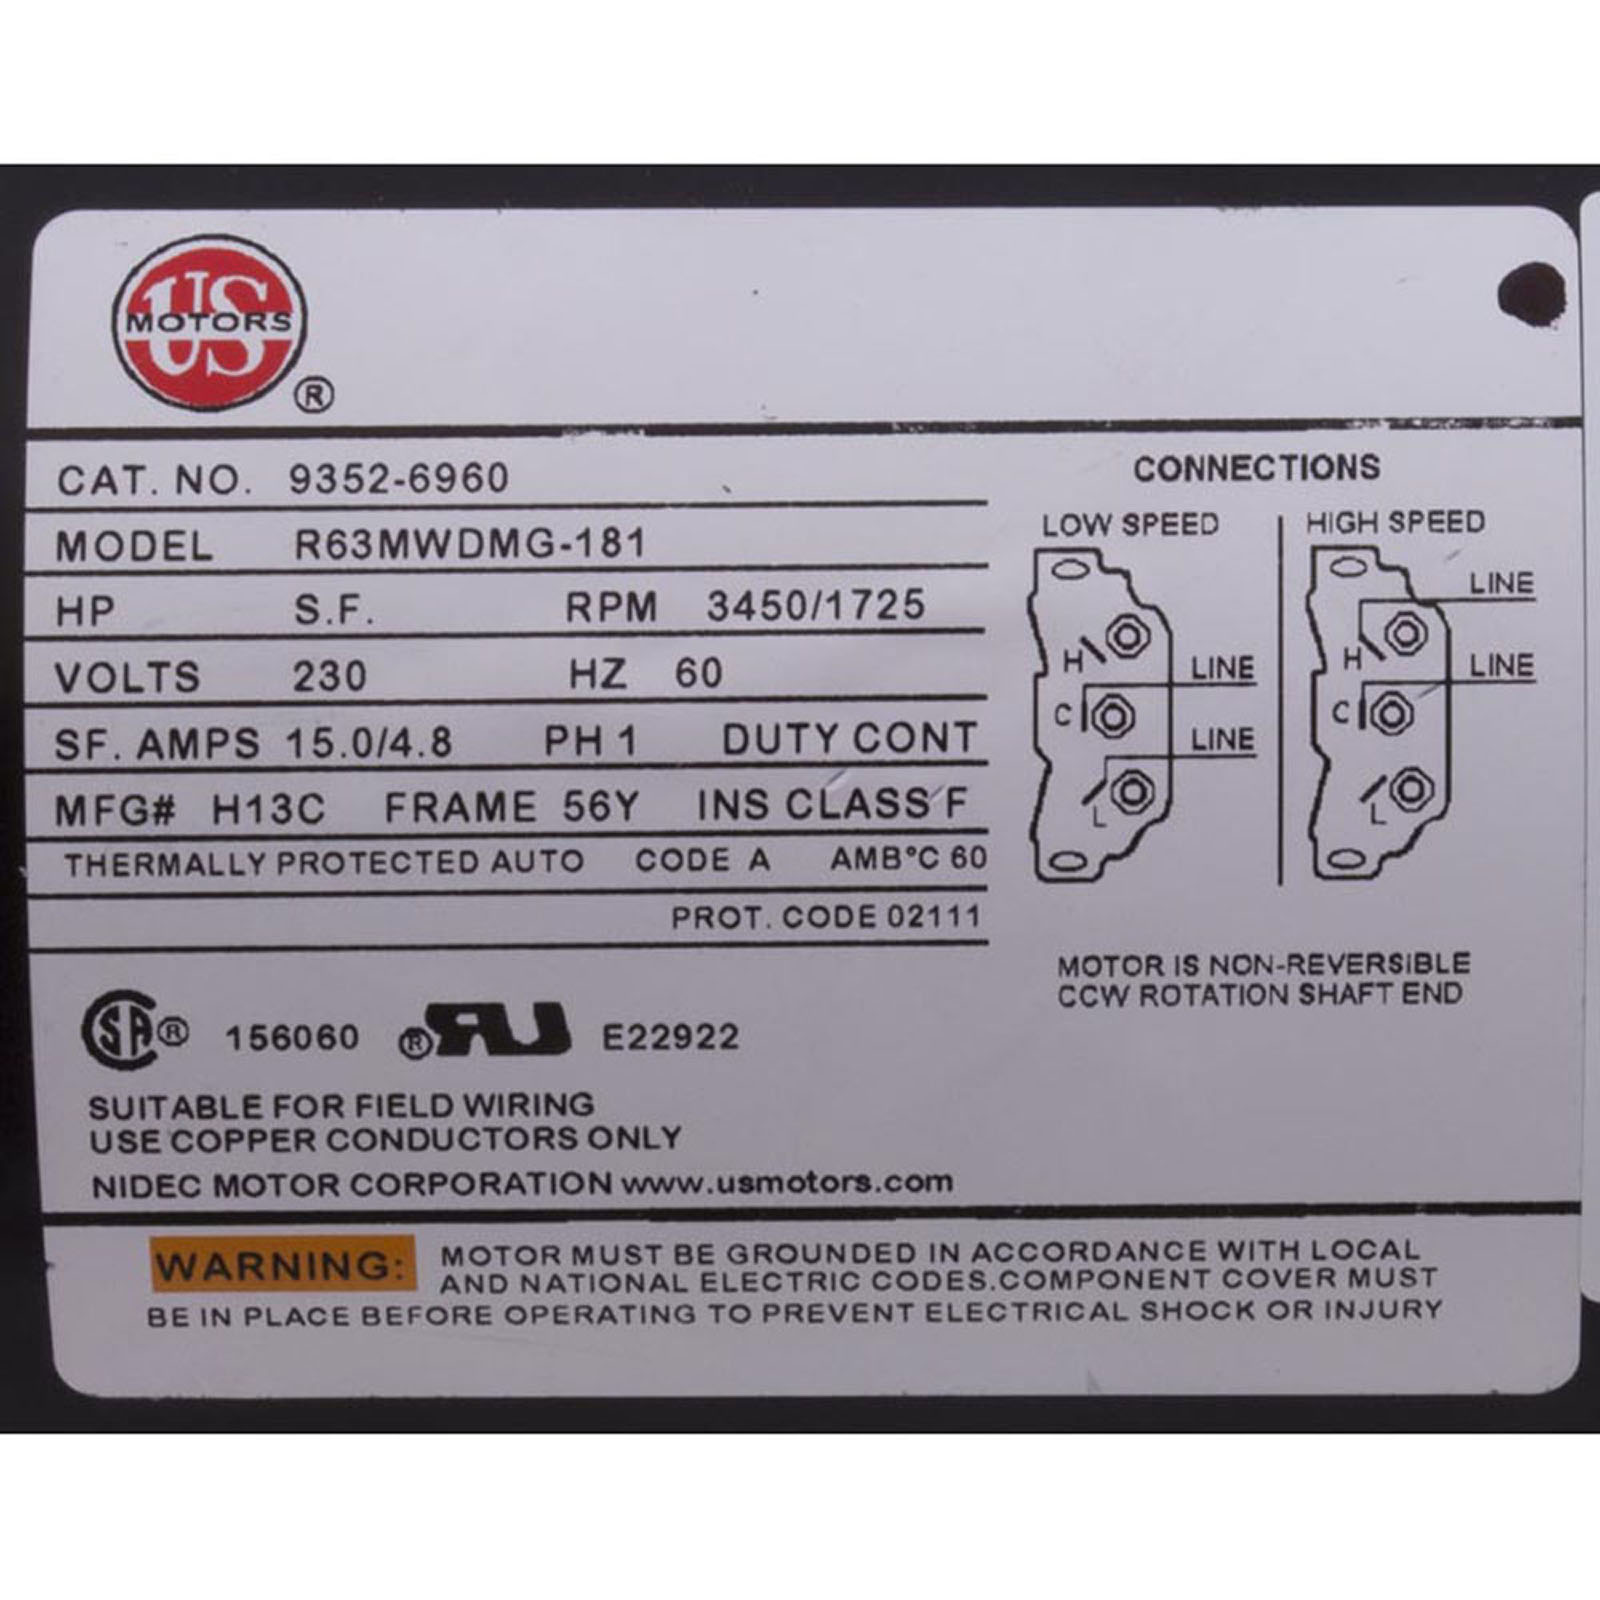 US
MOTORS
®
CAT. NO. 9352-6960
MODEL R63MWDMG-181
HP S.F. RPM 3450/1725
VOLTS 230 HZ 60
SF. AMPS 15.0/4.8 PH 1 DUTY CONT
MFG# H13C FRAME 56Y INS CLASS F
THERMALLY PROTECTED AUTO CODE A AMB°C 60
PROT. CODE 02111
CONNECTIONS
LOW SPEED
H
LINE
C
LINE
L
HIGH SPEED
LINE
H
LINE
C
L
MOTOR IS NON-REVERSIBLE
CCW ROTATION SHAFT END
SA® 156060 ®RU E22922
SUITABLE FOR FIELD WIRING
USE COPPER CONDUCTORS ONLY
NIDEC MOTOR CORPORATION www.usmotors.com
WARNING: MOTOR MUST BE GROUNDED IN ACCORDANCE WITH LOCAL
AND NATIONAL ELECTRIC CODES.COMPONENT COVER MUST
BE IN PLACE BEFORE OPERATING TO PREVENT ELECTRICAL SHOCK OR INJURY